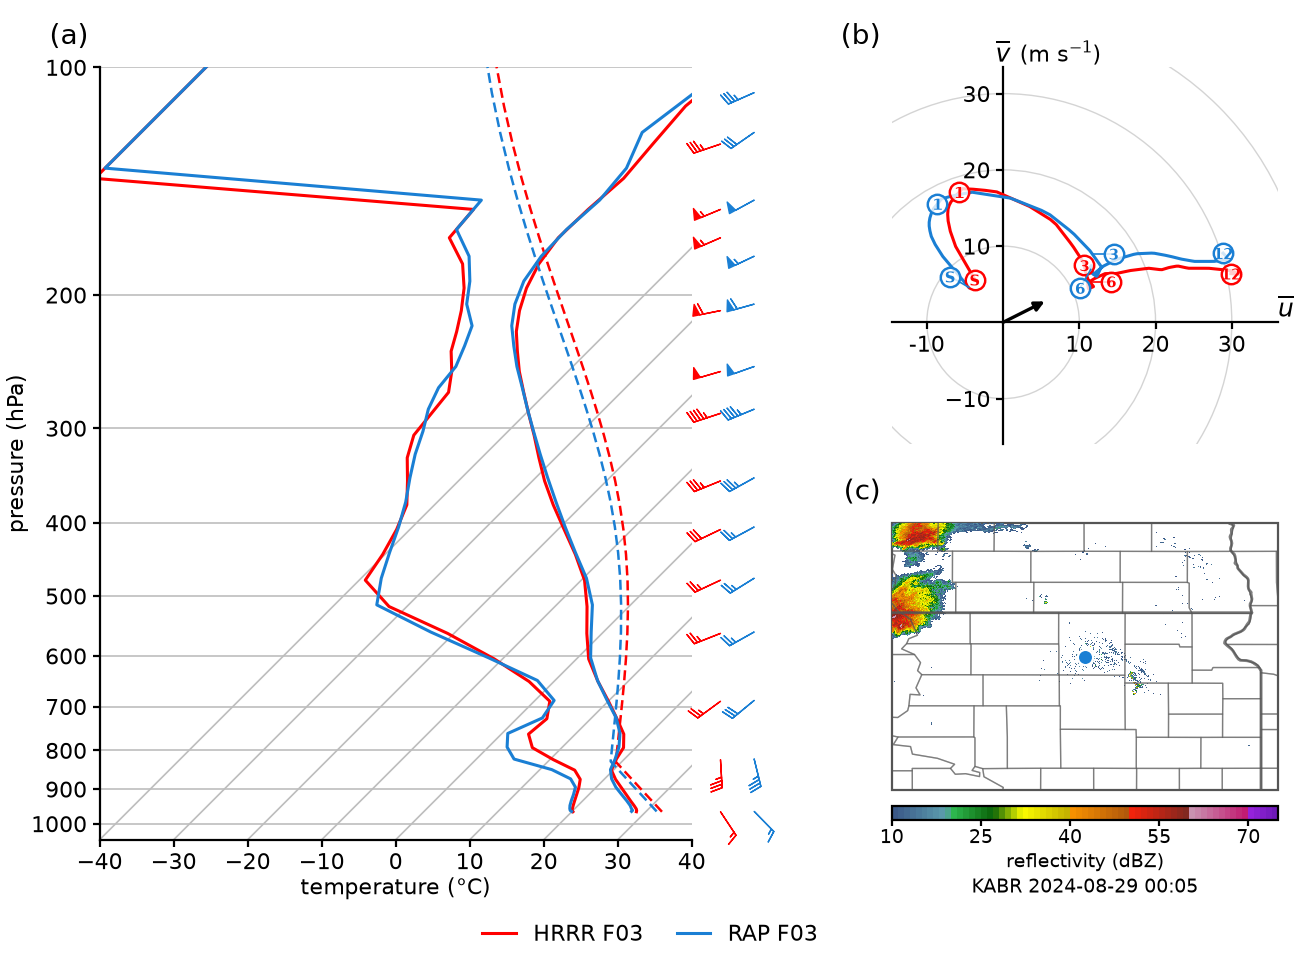 (a)
100
200
300
400
500
600
700
800
900
1000
pressure (hPa)
−40 −30 −20 −10 0 10 20 30 40
temperature (°C)
(b)
v̅ (m s⁻¹)
30
20
10
−10
-10 10 20 30
u̅
1 1
S S
3 3
6 6
12 12
(c)
10 25 40 55 70
reflectivity (dBZ)
KABR 2024-08-29 00:05
HRRR F03 RAP F03